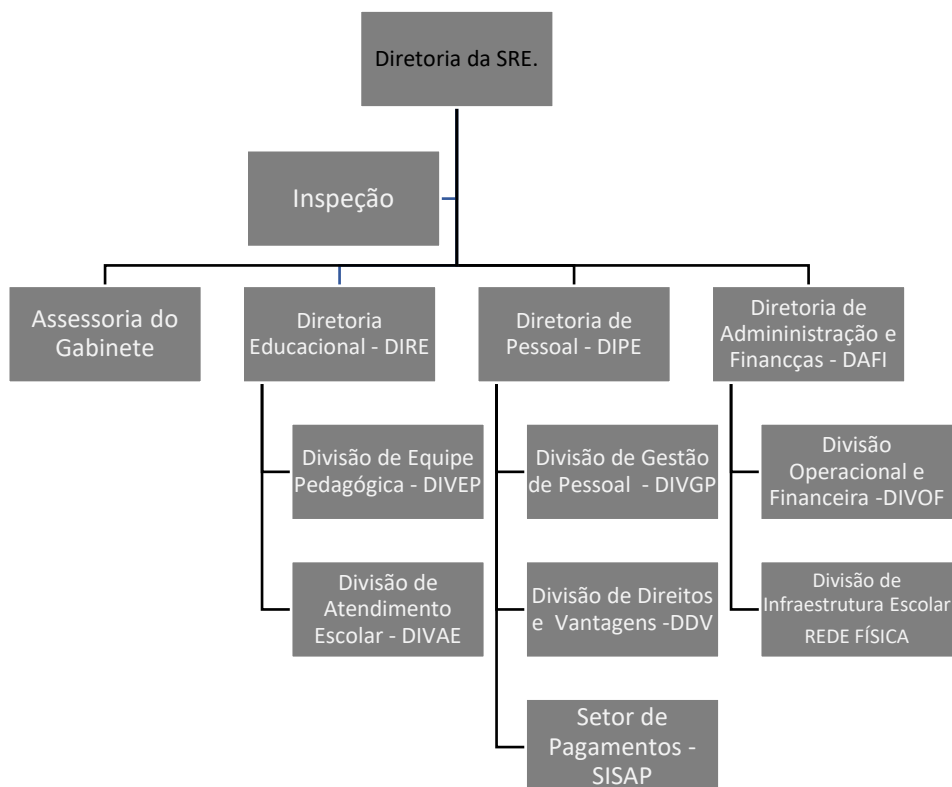 Diretoria da SRE.
Inspeção
Assessoria do
Gabinete
Diretoria
Educacional - DIRE
Diretoria de
Pessoal - DIPE
Diretoria de
Admininistração e
Financças - DAFI
Divisão de Equipe
Pedagógica - DIVEP
Divisão de Gestão
de Pessoal - DIVGP
Divisão
Operacional e
Financeira -DIVOF
Divisão de
Atendimento
Escolar - DIVAE
Divisão de Direitos
e Vantagens -DDV
Divisão de
Infraestrutura Escolar
REDE FÍSICA
Setor de
Pagamentos -
SISAP